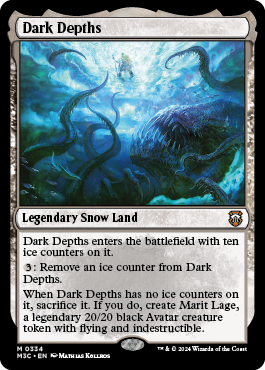 Dark Depths
Legendary Snow Land
Dark Depths enters the battlefield with ten
ice counters on it.
3: Remove an ice counter from Dark
Depths.
When Dark Depths has no ice counters on
it, sacrifice it. If you do, create Marit Lage,
a legendary 20/20 black Avatar creature
token with flying and indestructible.
M 0334
M3C • EN Mathias Kollros
™ & © 2024 Wizards of the Coast